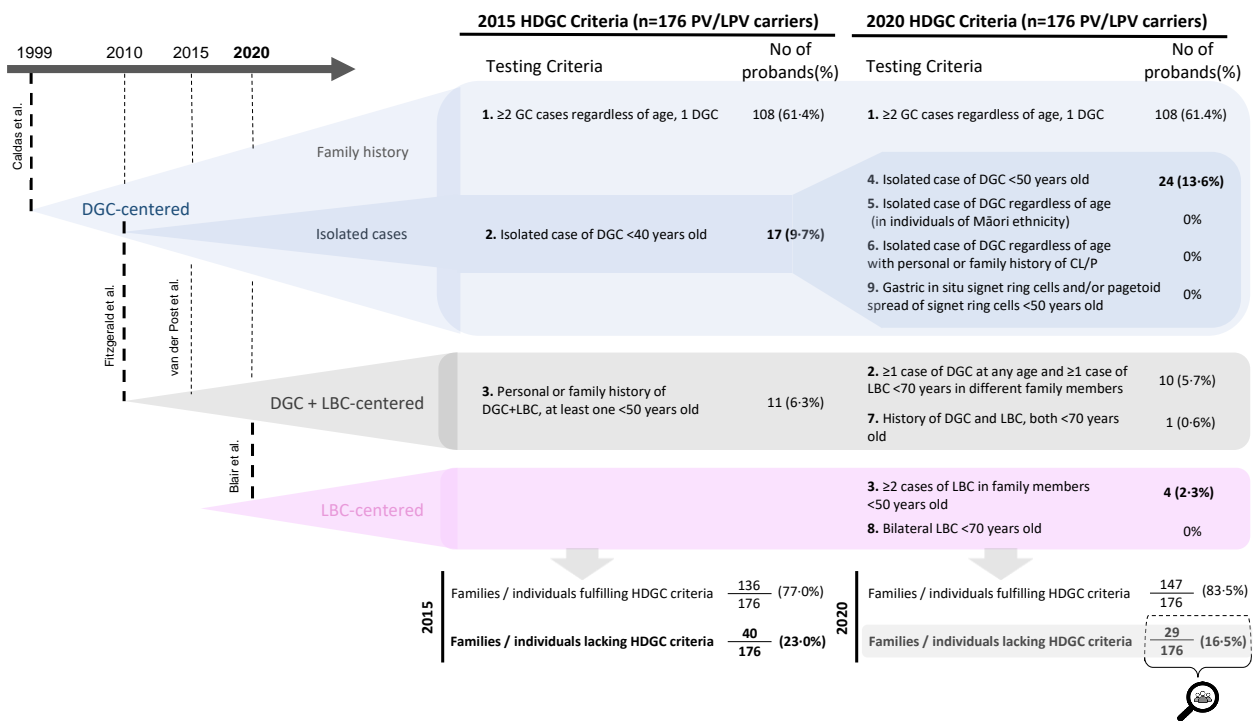 2015 HDGC Criteria (n=176 PV/LPV carriers)
2020 HDGC Criteria (n=176 PV/LPV carriers)
1999
2010
2015
2020
Testing Criteria
No of
probands(%)
Testing Criteria
No of
probands(%)
Caldas et al.
Fitzgerald et al.
van der Post et al.
Blair et al.
DGC-centered
Family history
Isolated cases
1. ≥2 GC cases regardless of age, 1 DGC
108 (61·4%)
2. Isolated case of DGC <40 years old
17 (9·7%)
1. ≥2 GC cases regardless of age, 1 DGC
108 (61.4%)
4. Isolated case of DGC <50 years old
24 (13·6%)
5. Isolated case of DGC regardless of age
(in individuals of Māori ethnicity)
0%
6. Isolated case of DGC regardless of age
with personal or family history of CL/P
0%
9. Gastric in situ signet ring cells and/or pagetoid
spread of signet ring cells <50 years old
0%
DGC + LBC-centered
3. Personal or family history of
DGC+LBC, at least one <50 years old
11 (6·3%)
2. ≥1 case of DGC at any age and ≥1 case of
LBC <70 years in different family members
10 (5·7%)
7. History of DGC and LBC, both <70 years
old
1 (0·6%)
LBC-centered
3. ≥2 cases of LBC in family members
<50 years old
4 (2·3%)
8. Bilateral LBC <70 years old
0%
2015
Families / individuals fulfilling HDGC criteria
136
176
(77·0%)
Families / individuals lacking HDGC criteria
40
176
(23·0%)
2020
Families / individuals fulfilling HDGC criteria
147
176
(83·5%)
Families / individuals lacking HDGC criteria
29
176
(16·5%)